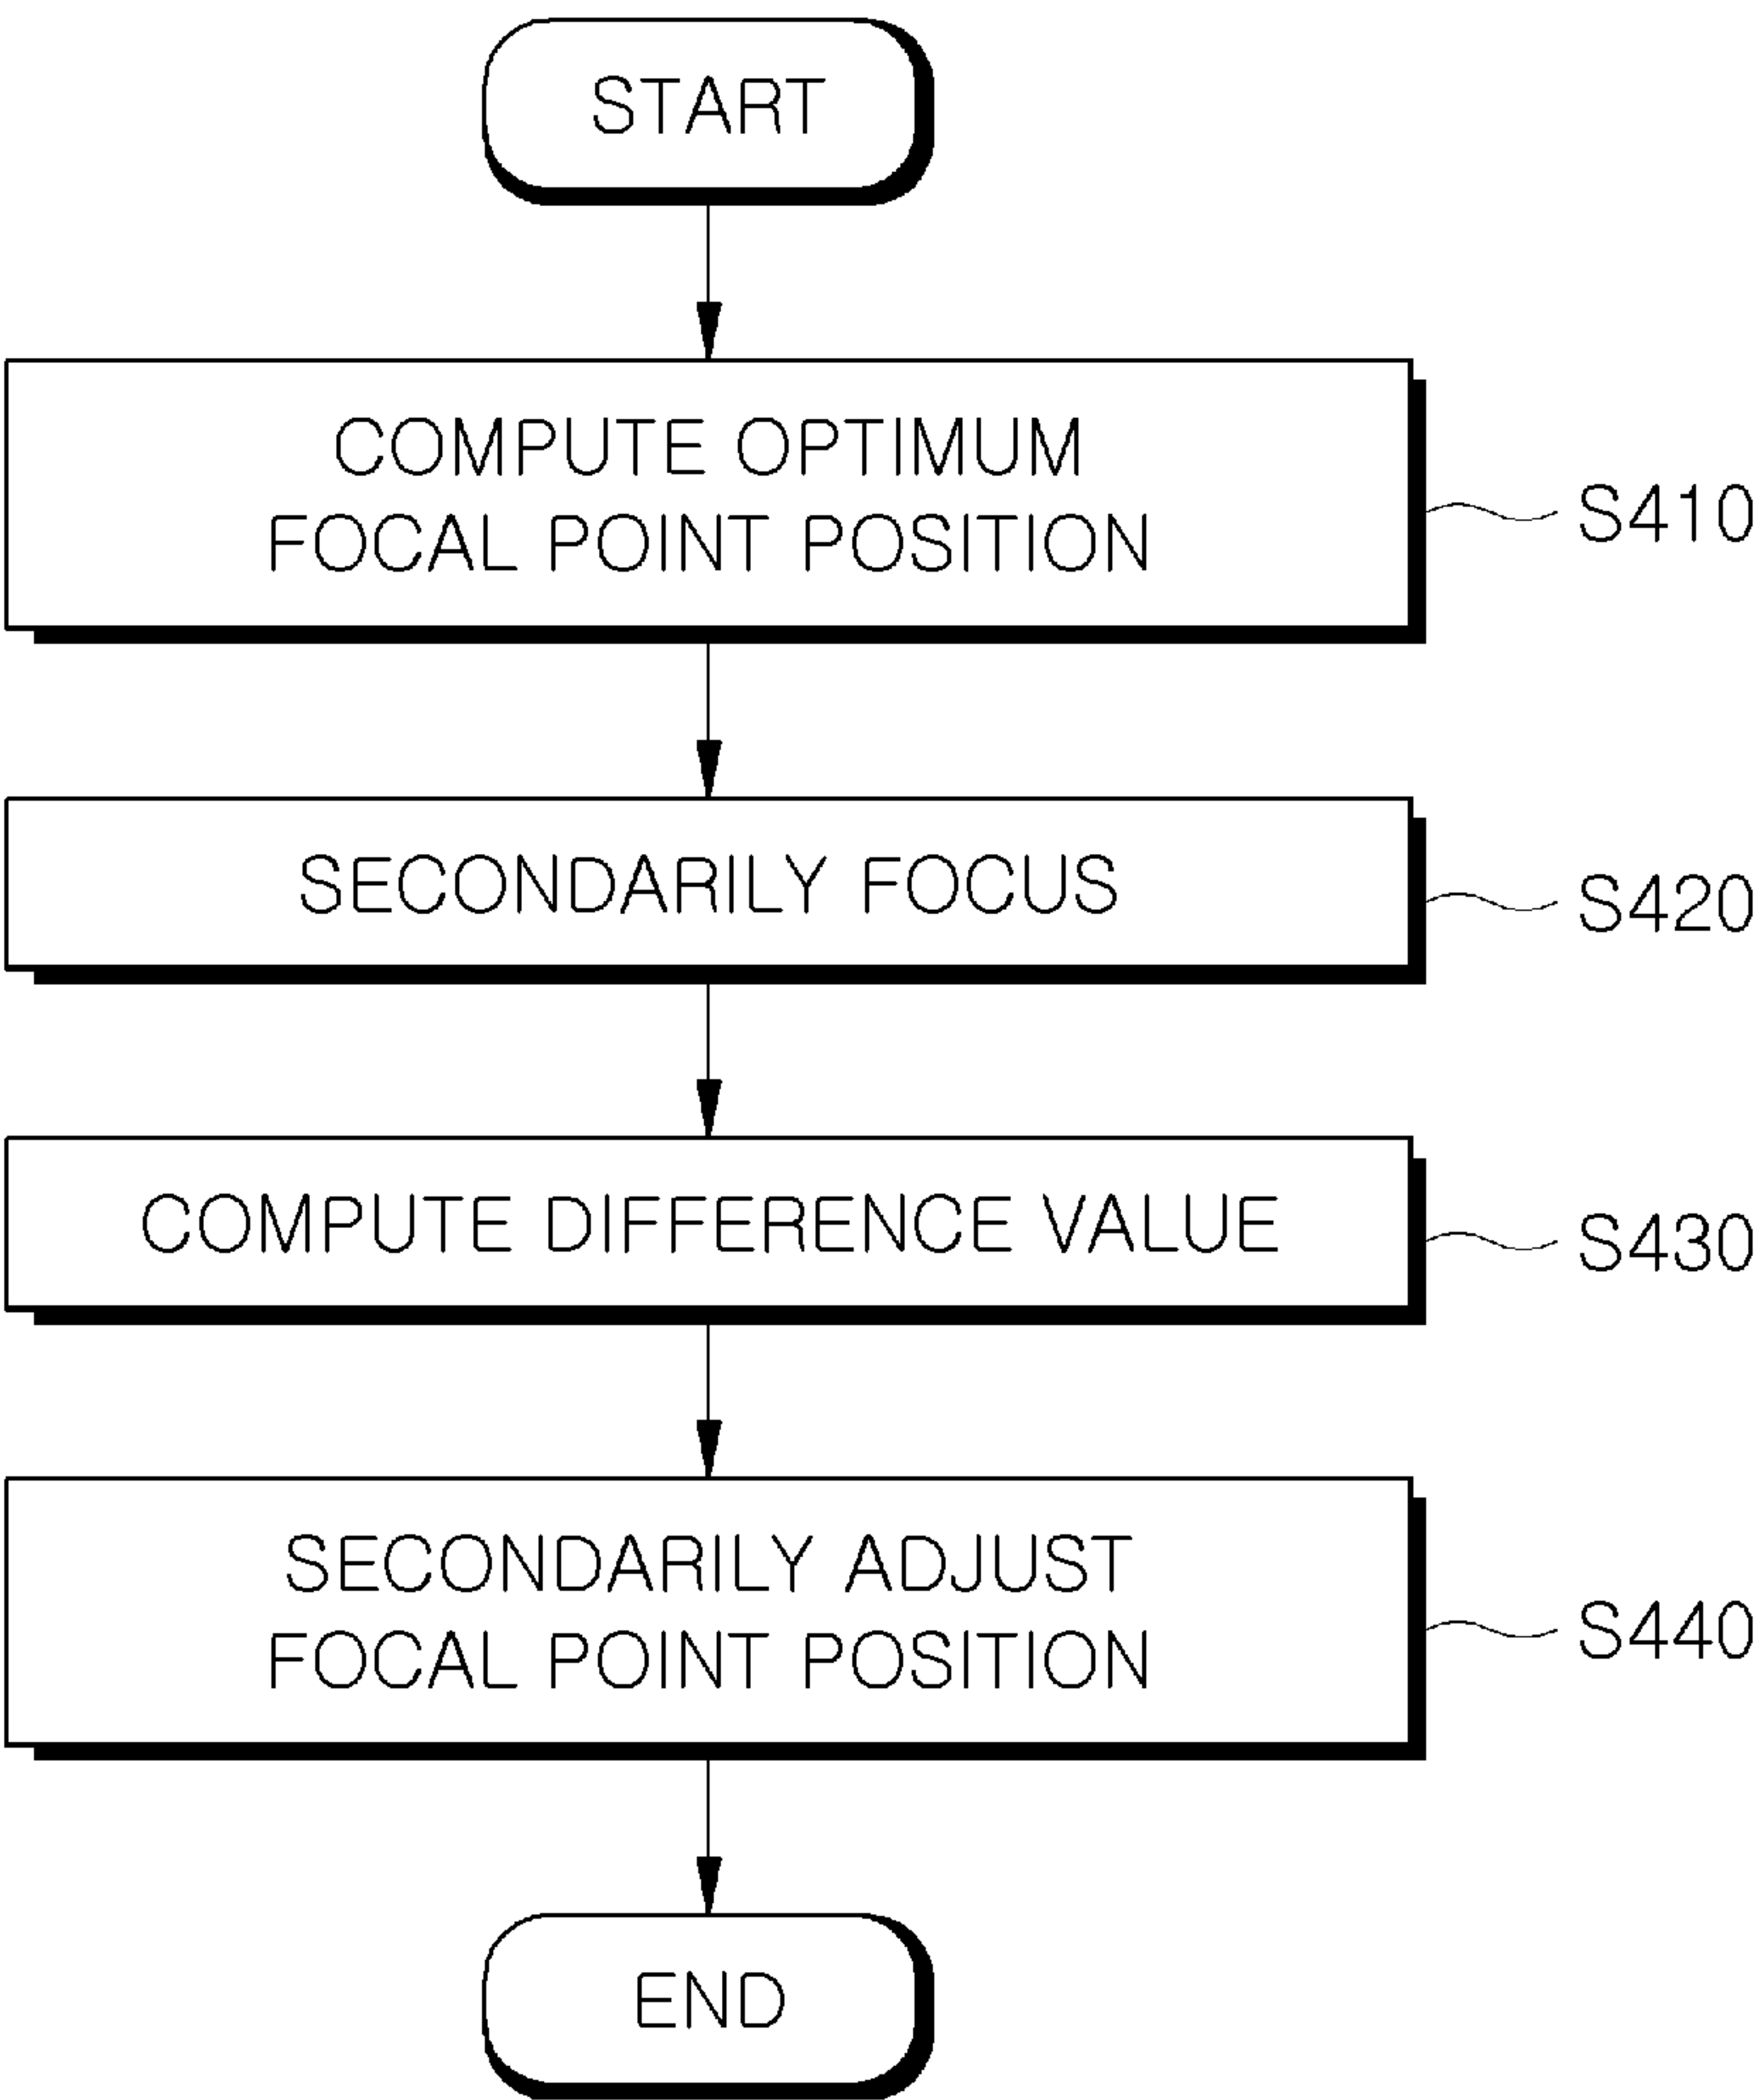 START
COMPUTE OPTIMUM
FOCAL POINT POSITION
S410
SECONDARILY FOCUS
S420
COMPUTE DIFFERENCE VALUE
S430
SECONDARILY ADJUST
FOCAL POINT POSITION
S440
END